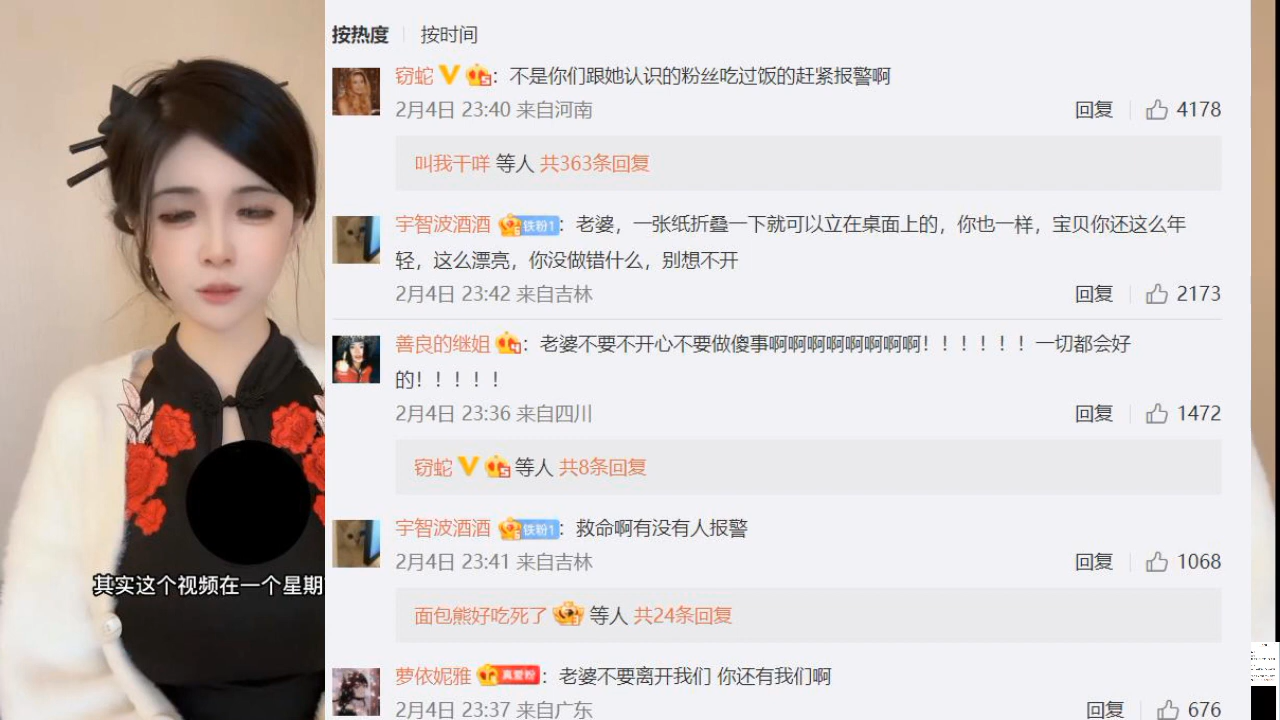 按热度 按时间
窃蛇：不是你们跟她认识的粉丝吃过饭的赶紧报警啊
2月4日 23:40 来自河南 回复 4178
叫我干咩 等人 共363条回复
宇智波酒酒 铁粉1：老婆，一张纸折叠一下就可以立在桌面上的，你也一样，宝贝你还这么年
轻，这么漂亮，你没做错什么，别想不开
2月4日 23:42 来自吉林 回复 2173
善良的继姐：老婆不要不开心不要做傻事啊啊啊啊啊啊啊啊！！！！！！一切都会好
的！！！！！
2月4日 23:36 来自四川 回复 1472
窃蛇 等人 共8条回复
宇智波酒酒 铁粉1：救命啊有没有人报警
2月4日 23:41 来自吉林 回复 1068
其实这个视频在一个星期
面包熊好吃死了 等人 共24条回复
萝依妮雅 真爱粉：老婆不要离开我们 你还有我们啊
2月4日 23:37 来自广东 回复 676